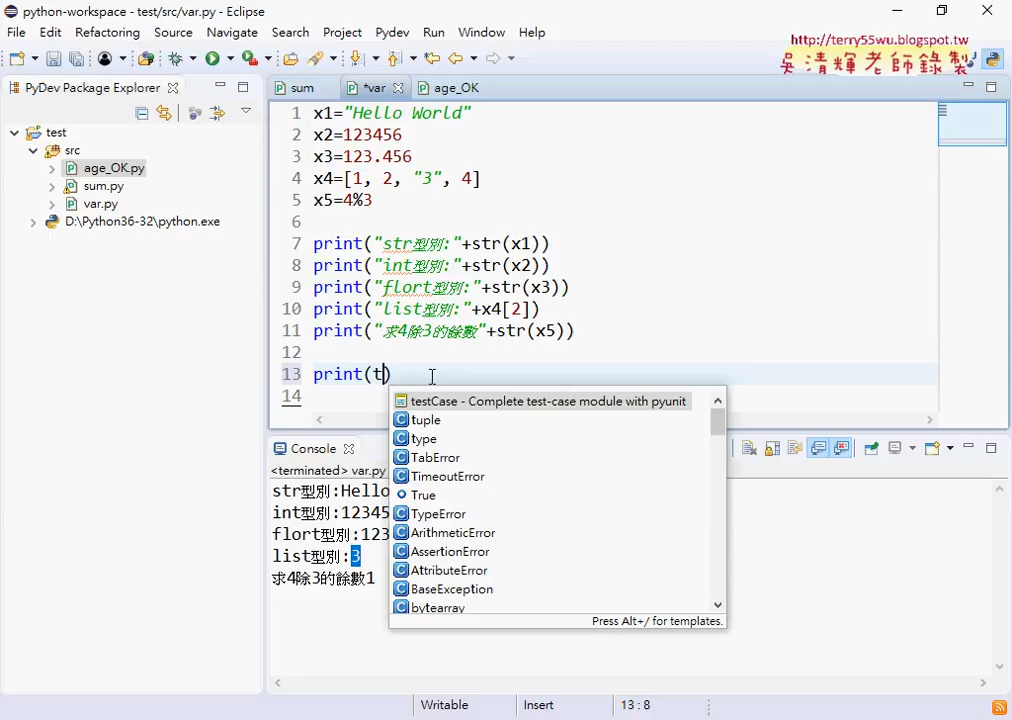 python-workspace - test/src/var.py - Eclipse
File Edit Refactoring Source Navigate Search Project Pydev Run Window Help
http://terry55wu.blogspot.tw
吳清輝老師錄製
PyDev Package Explorer
sum *var age_OK
test
src
age_OK.py
sum.py
var.py
D:\Python36-32\python.exe
1 x1="Hello World"
2 x2=123456
3 x3=123.456
4 x4=[1, 2, "3", 4]
5 x5=4%3
6
7 print("str型別:"+str(x1))
8 print("int型別:"+str(x2))
9 print("flort型別:"+str(x3))
10 print("list型別:"+x4[2])
11 print("求4除3的餘數"+str(x5))
12
13 print(t)
14
testCase - Complete test-case module with pyunit
tuple
type
TabError
TimeoutError
True
TypeError
ArithmeticError
AssertionError
AttributeError
BaseException
bytearray
Press Alt+/ for templates.
Console
<terminated> var.py
str型別:Hello
int型別:12345
flort型別:123
list型別:3
求4除3的餘數1
Writable Insert 13 : 8